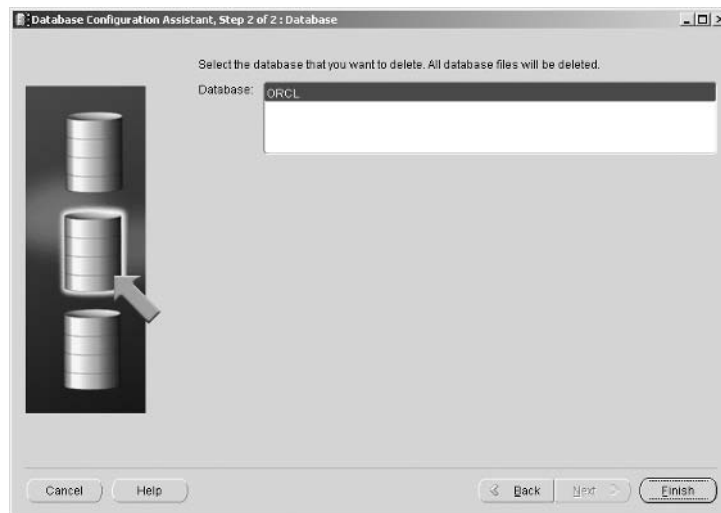 Database Configuration Assistant, Step 2 of 2 : Database
Select the database that you want to delete. All database files will be deleted.
Database:
ORCL
Cancel
Help
Back
Next
Finish